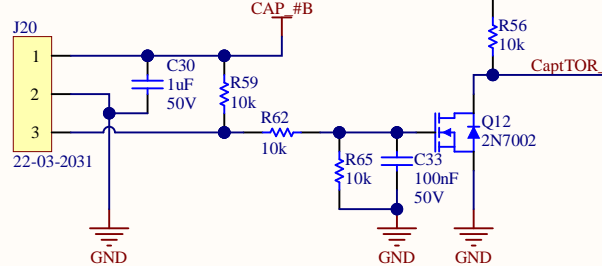 CAP_#B
J20
1
2
3
22-03-2031
C30
1uF
50V
R59
10k
R62
10k
R65
10k
C33
100nF
50V
R56
10k
CaptTOR_
Q12
2N7002
GND
GND
GND